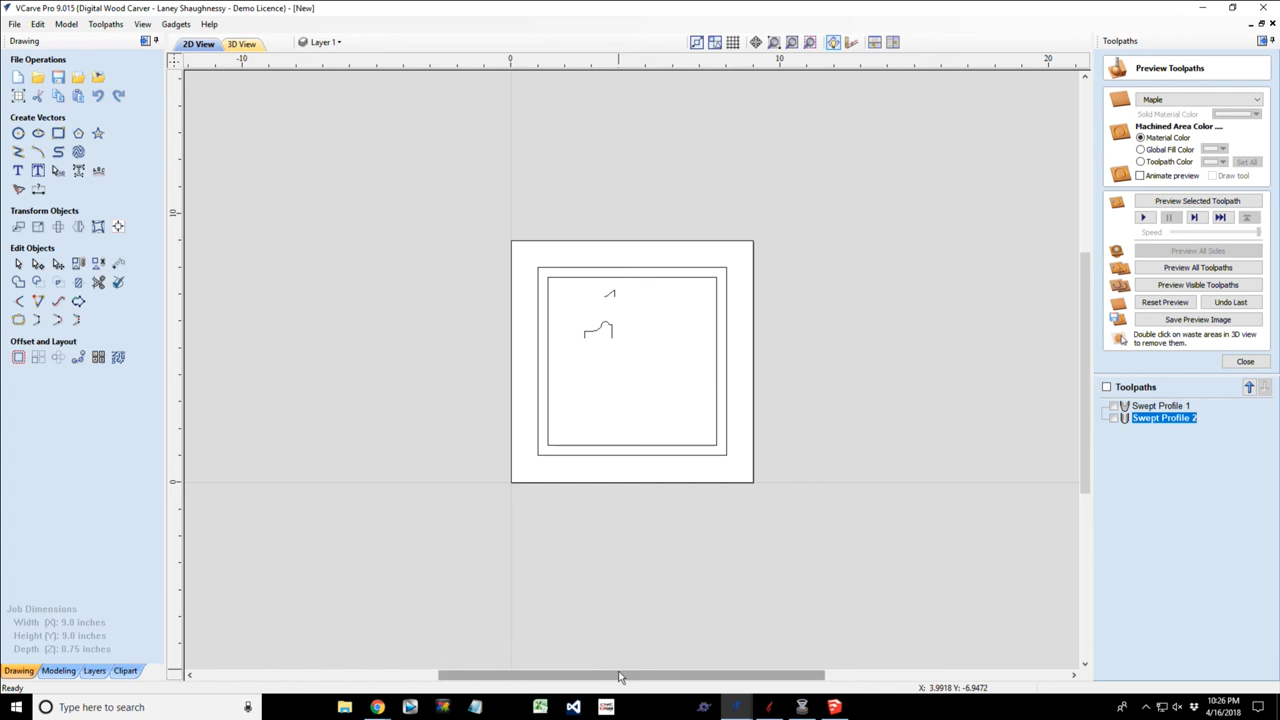 VCarve Pro 9.015 {Digital Wood Carver - Laney Shaughnessy - Demo Licence} - [New]
File Edit Model Toolpaths View Gadgets Help
Drawing
2D View 3D View Layer 1
Toolpaths
File Operations
Create Vectors
Transform Objects
Edit Objects
Offset and Layout
Job Dimensions
Width (X): 9.0 inches
Height (Y): 9.0 inches
Depth (Z): 0.75 inches
Drawing Modeling Layers Clipart
-10 0 10 20
10
0
Preview Toolpaths
Maple
Solid Material Color
Machined Area Color ....
Material Color
Global Fill Color
Toolpath Color Set All
Animate preview Draw tool
Preview Selected Toolpath
Speed
Preview All Sides
Preview All Toolpaths
Preview Visible Toolpaths
Reset Preview Undo Last
Save Preview Image
Double click on waste areas in 3D view
to remove them.
Close
Toolpaths
Swept Profile 1
Swept Profile 2
Ready
X: 3.9918 Y: -6.9472
Type here to search
10:26 PM
4/16/2018